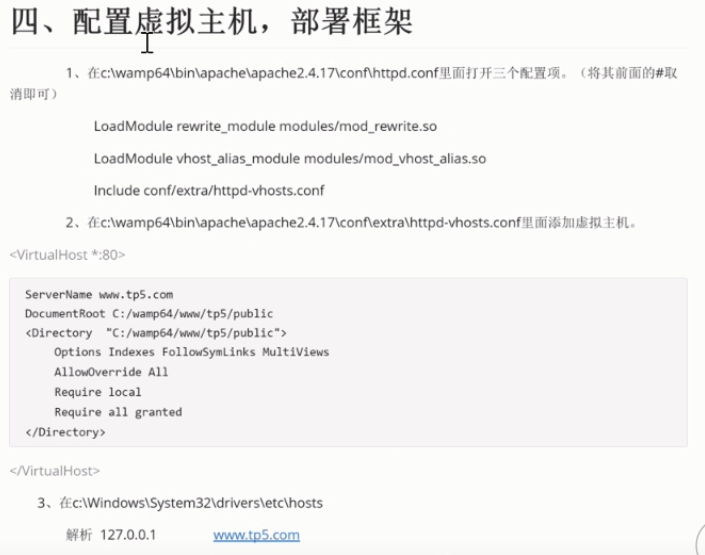 四、配置虚拟主机，部署框架
1、在c:\wamp64\bin\apache\apache2.4.17\conf\httpd.conf里面打开三个配置项。（将其前面的#取
消即可）
LoadModule rewrite_module modules/mod_rewrite.so
LoadModule vhost_alias_module modules/mod_vhost_alias.so
Include conf/extra/httpd-vhosts.conf
2、在c:\wamp64\bin\apache\apache2.4.17\conf\extra\httpd-vhosts.conf里面添加虚拟主机。
<VirtualHost *:80>
ServerName www.tp5.com
DocumentRoot C:/wamp64/www/tp5/public
<Directory "C:/wamp64/www/tp5/public">
Options Indexes FollowSymLinks MultiViews
AllowOverride All
Require local
Require all granted
</Directory>
</VirtualHost>
3、在c:\Windows\System32\drivers\etc\hosts
解析 127.0.0.1 www.tp5.com